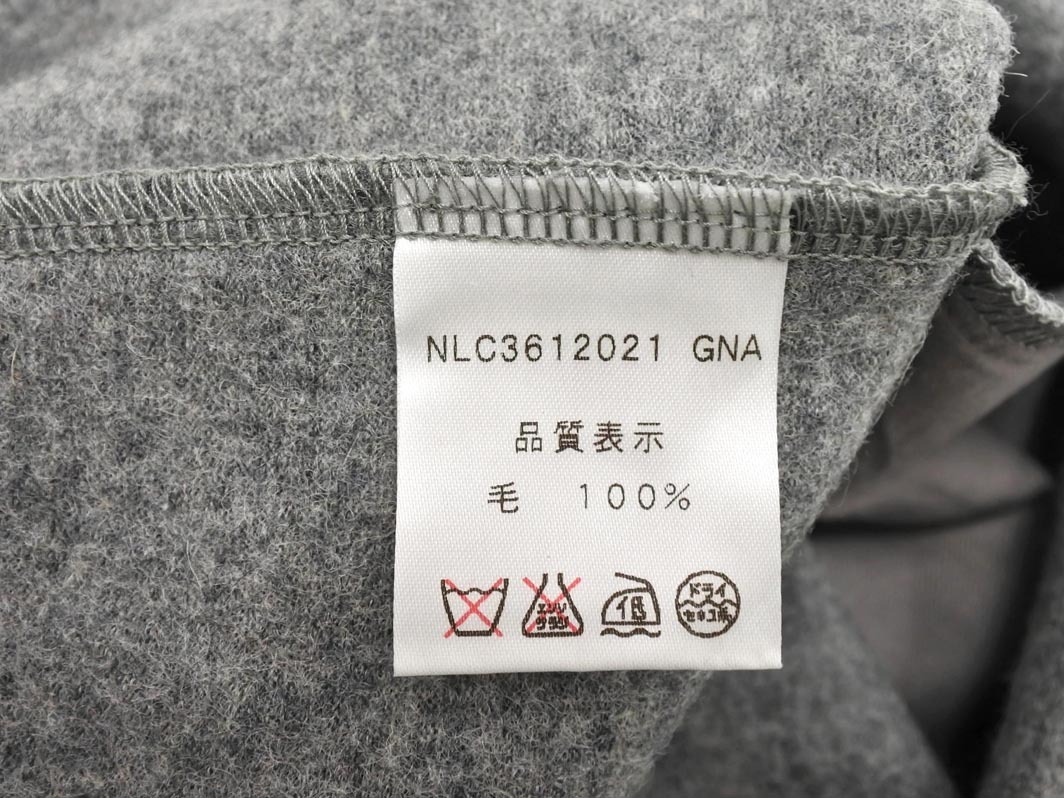 NLC3612021 GNA
品質表示
毛 100%
エンソ
サラシ
低
ドライ
セキユ系